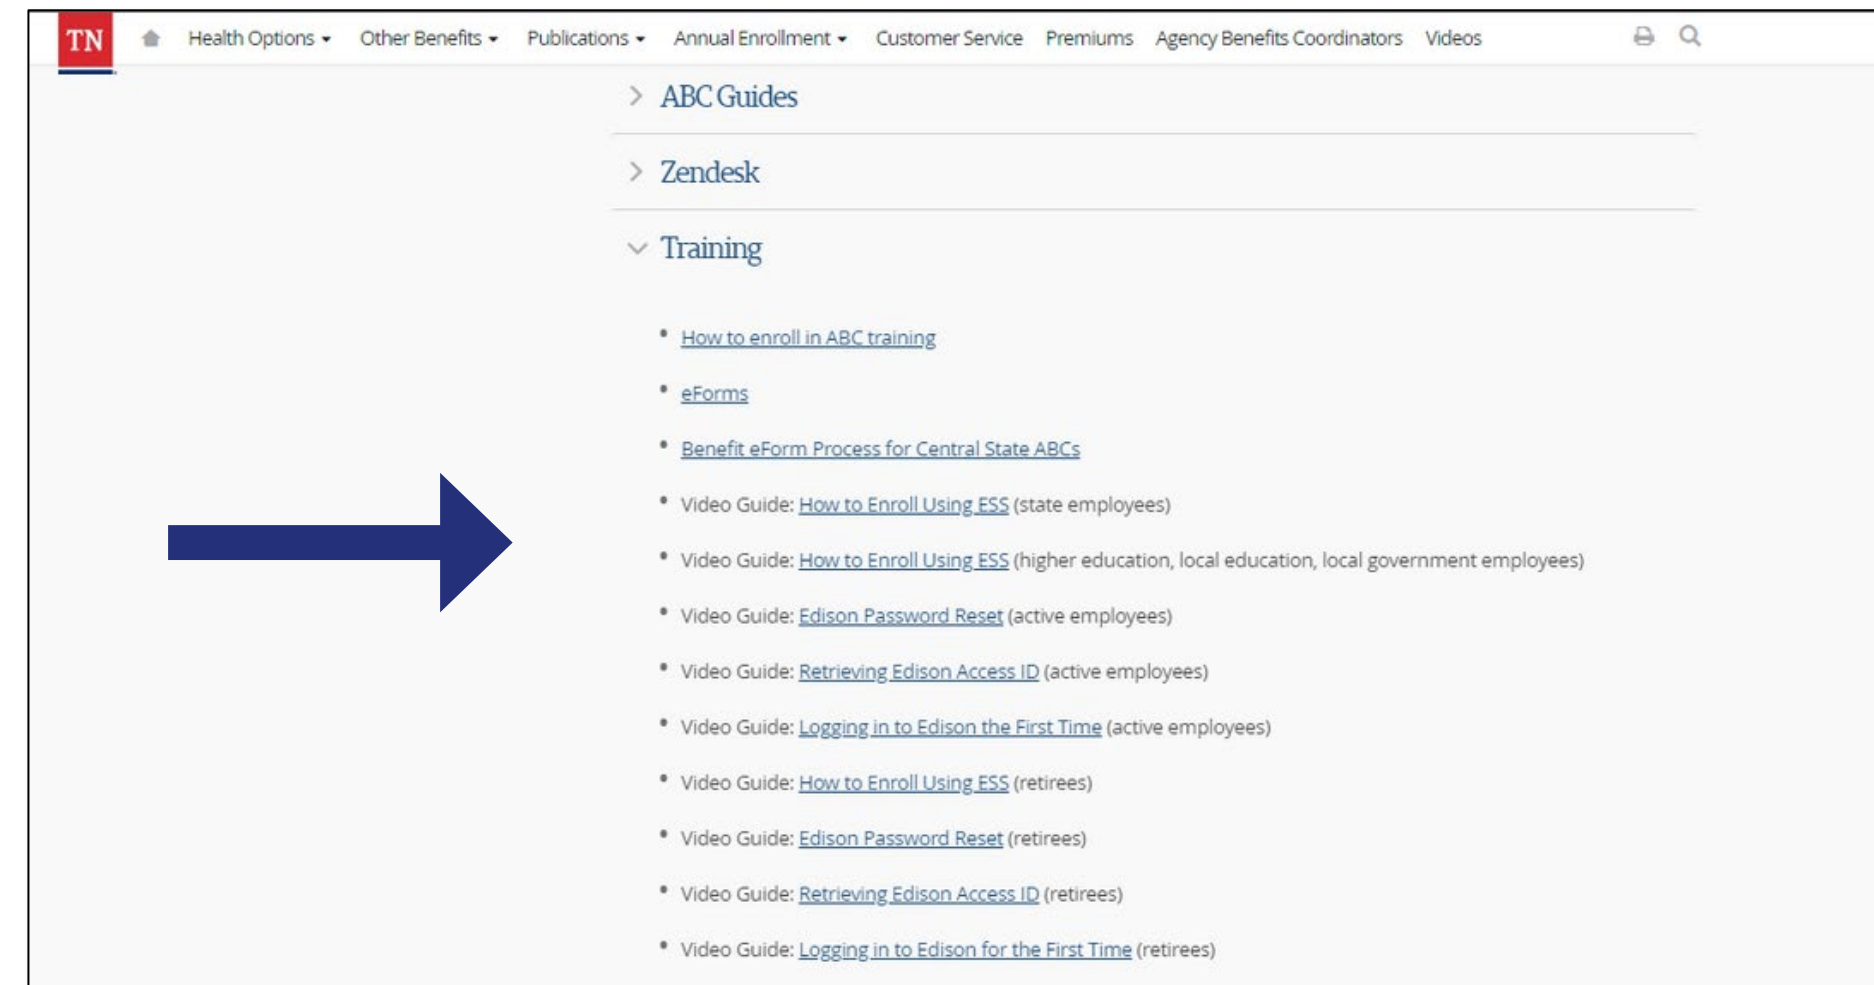 TN Health Options Other Benefits Publications Annual Enrollment Customer Service Premiums Agency Benefits Coordinators Videos
ABC Guides
Zendesk
Training
How to enroll in ABC training
eForms
Benefit eForm Process for Central State ABCs
Video Guide: How to Enroll Using ESS (state employees)
Video Guide: How to Enroll Using ESS (higher education, local education, local government employees)
Video Guide: Edison Password Reset (active employees)
Video Guide: Retrieving Edison Access ID (active employees)
Video Guide: Logging in to Edison the First Time (active employees)
Video Guide: How to Enroll Using ESS (retirees)
Video Guide: Edison Password Reset (retirees)
Video Guide: Retrieving Edison Access ID (retirees)
Video Guide: Logging in to Edison for the First Time (retirees)